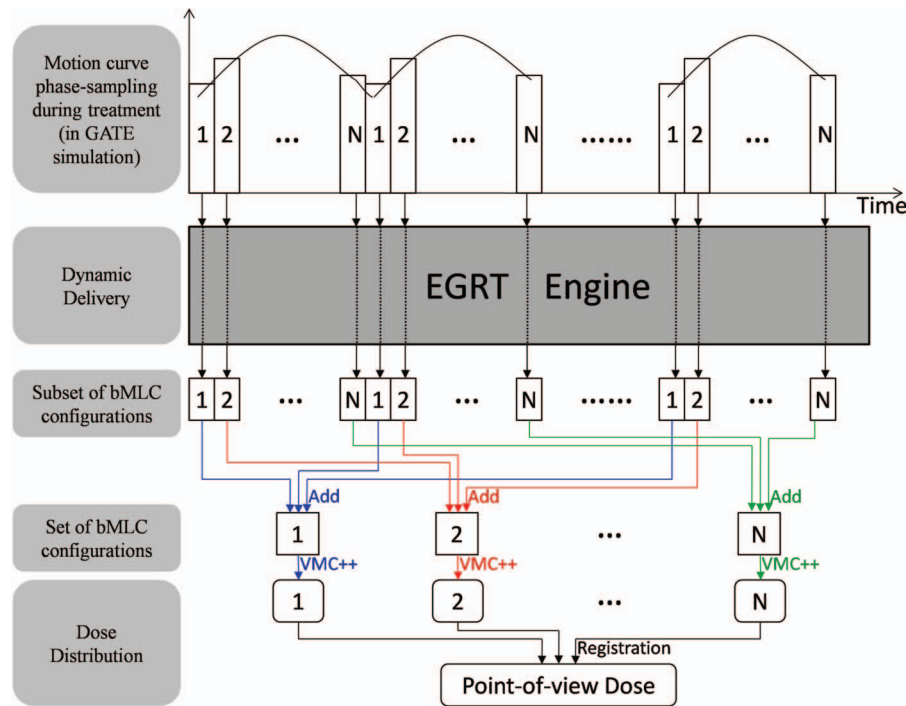 Motion curve
phase-sampling
during treatment
(in GATE
simulation)
1 2 ... N 1 2 ... N ...... 1 2 ... N
Time
Dynamic
Delivery
EGRT Engine
Subset of bMLC
configurations
1 2 ... N 1 2 ... N ...... 1 2 ... N
Add Add Add
Set of bMLC
configurations
1 2 ... N
VMC++ VMC++ VMC++
Dose
Distribution
1 2 ... N
Registration
Point-of-view Dose